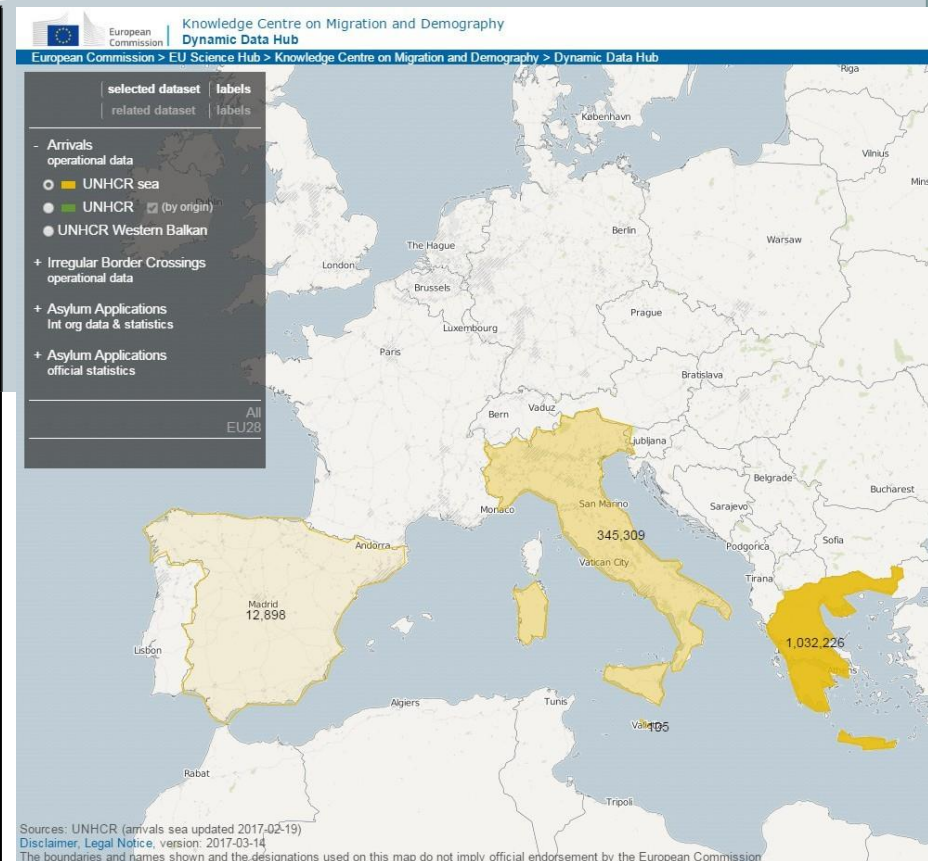 European
Commission
Knowledge Centre on Migration and Demography
Dynamic Data Hub
European Commission > EU Science Hub > Knowledge Centre on Migration and Demography > Dynamic Data Hub
selected dataset | labels
related dataset | labels
- Arrivals
operational data
UNHCR sea
UNHCR (by origin)
UNHCR Western Balkan
+ Irregular Border Crossings
operational data
+ Asylum Applications
Int org data & statistics
+ Asylum Applications
official statistics
All
EU28
Riga
København
Vilnius
Dublin
Berlin
Warsaw
The Hague
London
Brussels
Prague
Luxembourg
Paris
Bratislava
Bern
Vaduz
Ljubljana
Belgrade
Bucharest
Monaco
San Marino
Sarajevo
345,309
Sofia
Andorra
Podgorica
Vatican City
Tirana
Madrid
12,898
1,032,226
Lisbon
Athens
Algiers
Tunis
105
Rabat
Tripoli
Sources: UNHCR (arrivals sea updated 2017-02-19)
Disclaimer, Legal Notice, version: 2017-03-14
The boundaries and names shown and the designations used on this map do not imply official endorsement by the European Commission